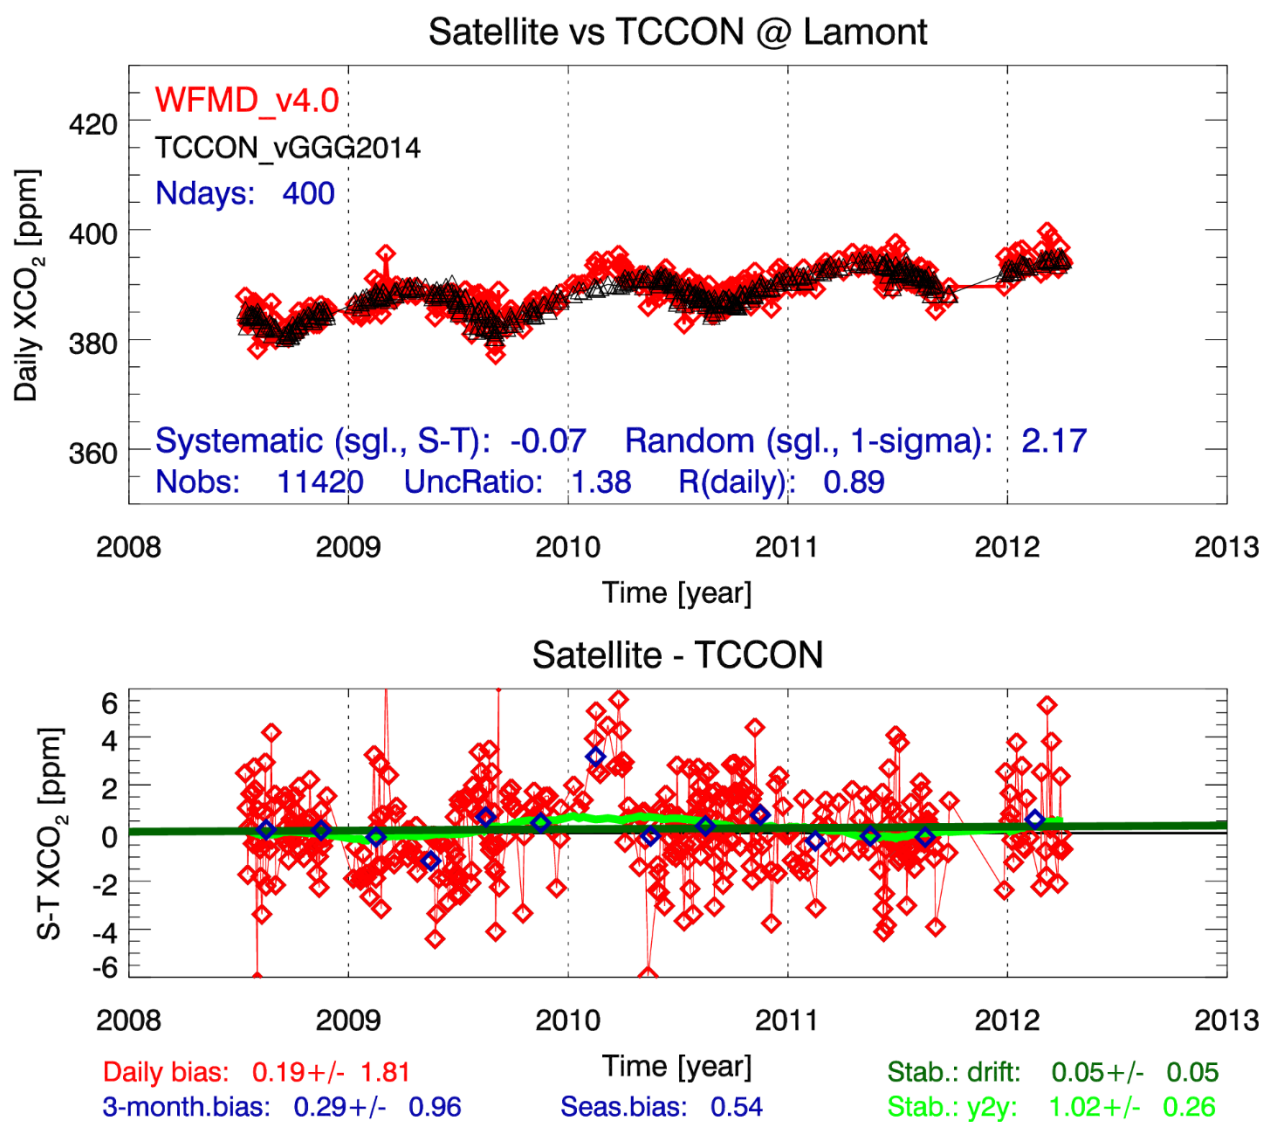 Satellite vs TCCON @ Lamont
WFMD_v4.0
TCCON_vGGG2014
Ndays: 400
Daily XCO2 [ppm]
420
400
380
360
Systematic (sgl., S-T): -0.07 Random (sgl., 1-sigma): 2.17
Nobs: 11420 UncRatio: 1.38 R(daily): 0.89
2008 2009 2010 2011 2012 2013
Time [year]
Satellite - TCCON
S-T XCO2 [ppm]
6
4
2
0
-2
-4
-6
2008 2009 2010 2011 2012 2013
Time [year]
Daily bias: 0.19+/- 1.81
Stab.: drift: 0.05+/- 0.05
3-month.bias: 0.29+/- 0.96 Seas.bias: 0.54 Stab.: y2y: 1.02+/- 0.26